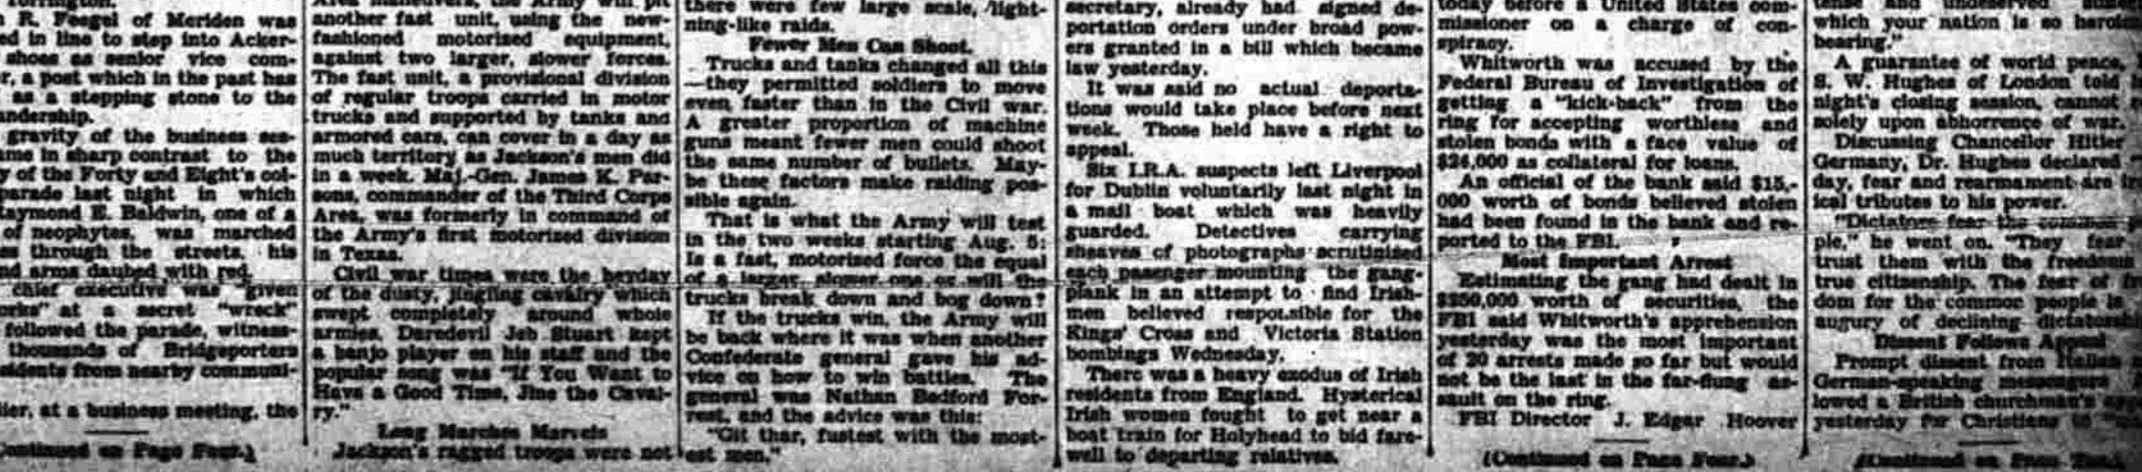 R. Feegel of Meriden was
ed in line to step into Acker-
shoes as senior vice com-
r, a post which in the past has
as a stepping stone to the
andership.
gravity of the business ses-
ame in sharp contrast to the
y of the Forty and Eight's col-
parade last night in which
aymond E. Baldwin, one of a
of neophytes, was marched
ss through the streets, his
nd arms daubed with red.
chief executive was given
orks" at a secret "wreck"
followed the parade, witness-
thousands of Bridgeporters
sidents from nearby communi-
lier, at a business meeting, the
Continued on Page Four.)
Area maneuvers, the Army will pit
another fast unit, using the new-
fashioned motorized equipment,
against two larger, slower forces.
The fast unit, a provisional division
of regular troops carried in motor
trucks and supported by tanks and
armored cars, can cover in a day as
much territory as Jackson's men did
in a week. Maj.-Gen. James K. Par-
sons, commander of the Third Corps
Area, was formerly in command of
the Army's first motorized division
in Texas.
Civil war times were the heyday
of the dusty, jingling cavalry which
swept completely around whole
armies. Daredevil Jeb Stuart kept
a banjo player on his staff and the
popular song was "If You Want to
Have a Good Time, Jine the Caval-
ry."
Long Marches Marvels
Jackson's ragged troops were not
there were few large scale, light-
ning-like raids.
Fewer Men Can Shoot.
Trucks and tanks changed all this
—they permitted soldiers to move
even faster than in the Civil war.
A greater proportion of machine
guns meant fewer men could shoot
the same number of bullets. May-
be these factors make raiding pos-
sible again.
That is what the Army will test
in the two weeks starting Aug. 5:
Is a fast, motorized force the equal
of a larger, slower one or will the
trucks break down and bog down?
If the trucks win, the Army will
be back where it was when another
Confederate general gave his ad-
vice on how to win battles. The
general was Nathan Bedford For-
rest, and the advice was this:
"Git thar, fustest with the most-
est men."
secretary, already had signed de-
portation orders under broad pow-
ers granted in a bill which became
law yesterday.
It was said no actual deporta-
tions would take place before next
week. Those held have a right to
appeal.
Six I.R.A. suspects left Liverpool
for Dublin voluntarily last night in
a mail boat which was heavily
guarded. Detectives carrying
sheaves of photographs scrutinized
each passenger mounting the gang-
plank in an attempt to find Irish-
men believed responsible for the
Kings' Cross and Victoria Station
bombings Wednesday.
There was a heavy exodus of Irish
residents from England. Hysterical
Irish women fought to get near a
boat train for Holyhead to bid fare-
well to departing relatives.
today before a United States com-
missioner on a charge of con-
spiracy.
Whitworth was accused by the
Federal Bureau of Investigation of
getting a "kick-back" from the
ring for accepting worthless and
stolen bonds with a face value of
$26,000 as collateral for loans.
An official of the bank said $15,-
000 worth of bonds believed stolen
had been found in the bank and re-
ported to the FBI.
Most Important Arrest
Estimating the gang had dealt in
$350,000 worth of securities, the
FBI said Whitworth's apprehension
yesterday was the most important
of 20 arrests made so far but would
not be the last in the far-flung as-
sault on the ring.
FBI Director J. Edgar Hoover
(Continued on Page Four.)
and undeserved
which your nation is so heroic
bearing."
A guarantee of world peace,
S. W. Hughes of London told
night's closing session, cannot
solely upon abhorrence of war.
Discussing Chancellor Hitler
Germany, Dr. Hughes declared
day, fear and rearmament are
ical tributes to his power.
"Dictators fear the common
ple," he went on. "They fear
trust them with the freedoms
true citizenship. The fear of
dom for the common people is
augury of declining
Dissent Follows Appeal
Prompt dissent from Italian
German-speaking messengers
lowed a British churchman's
yesterday for Christians to
(Continued on Page